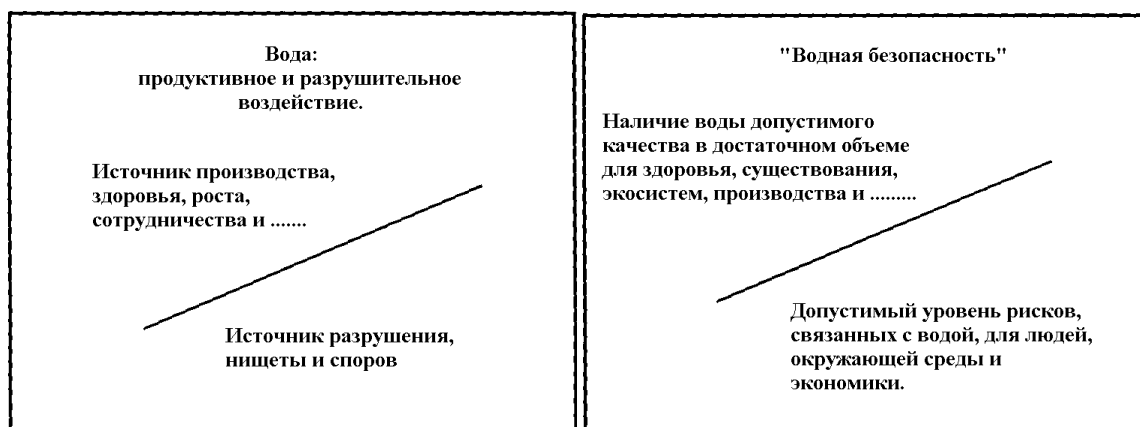 Вода:
продуктивное и разрушительное
воздействие.
Источник производства,
здоровья, роста,
сотрудничества и .......
Источник разрушения,
нищеты и споров
"Водная безопасность"
Наличие воды допустимого
качества в достаточном объеме
для здоровья, существования,
экосистем, производства и .........
Допустимый уровень рисков,
связанных с водой, для людей,
окружающей среды и
экономики.